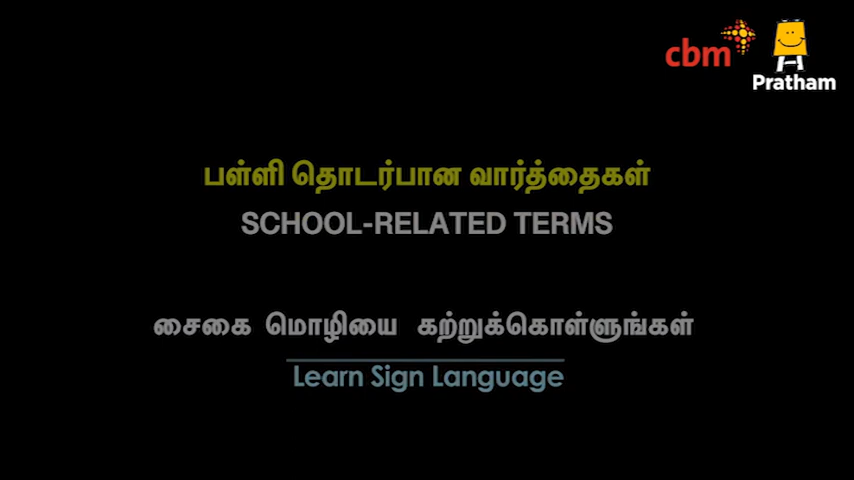 cbm
Pratham
பள்ளி தொடர்பான வார்த்தைகள்
SCHOOL-RELATED TERMS
சைகை மொழியை கற்றுக்கொள்ளுங்கள்
Learn Sign Language